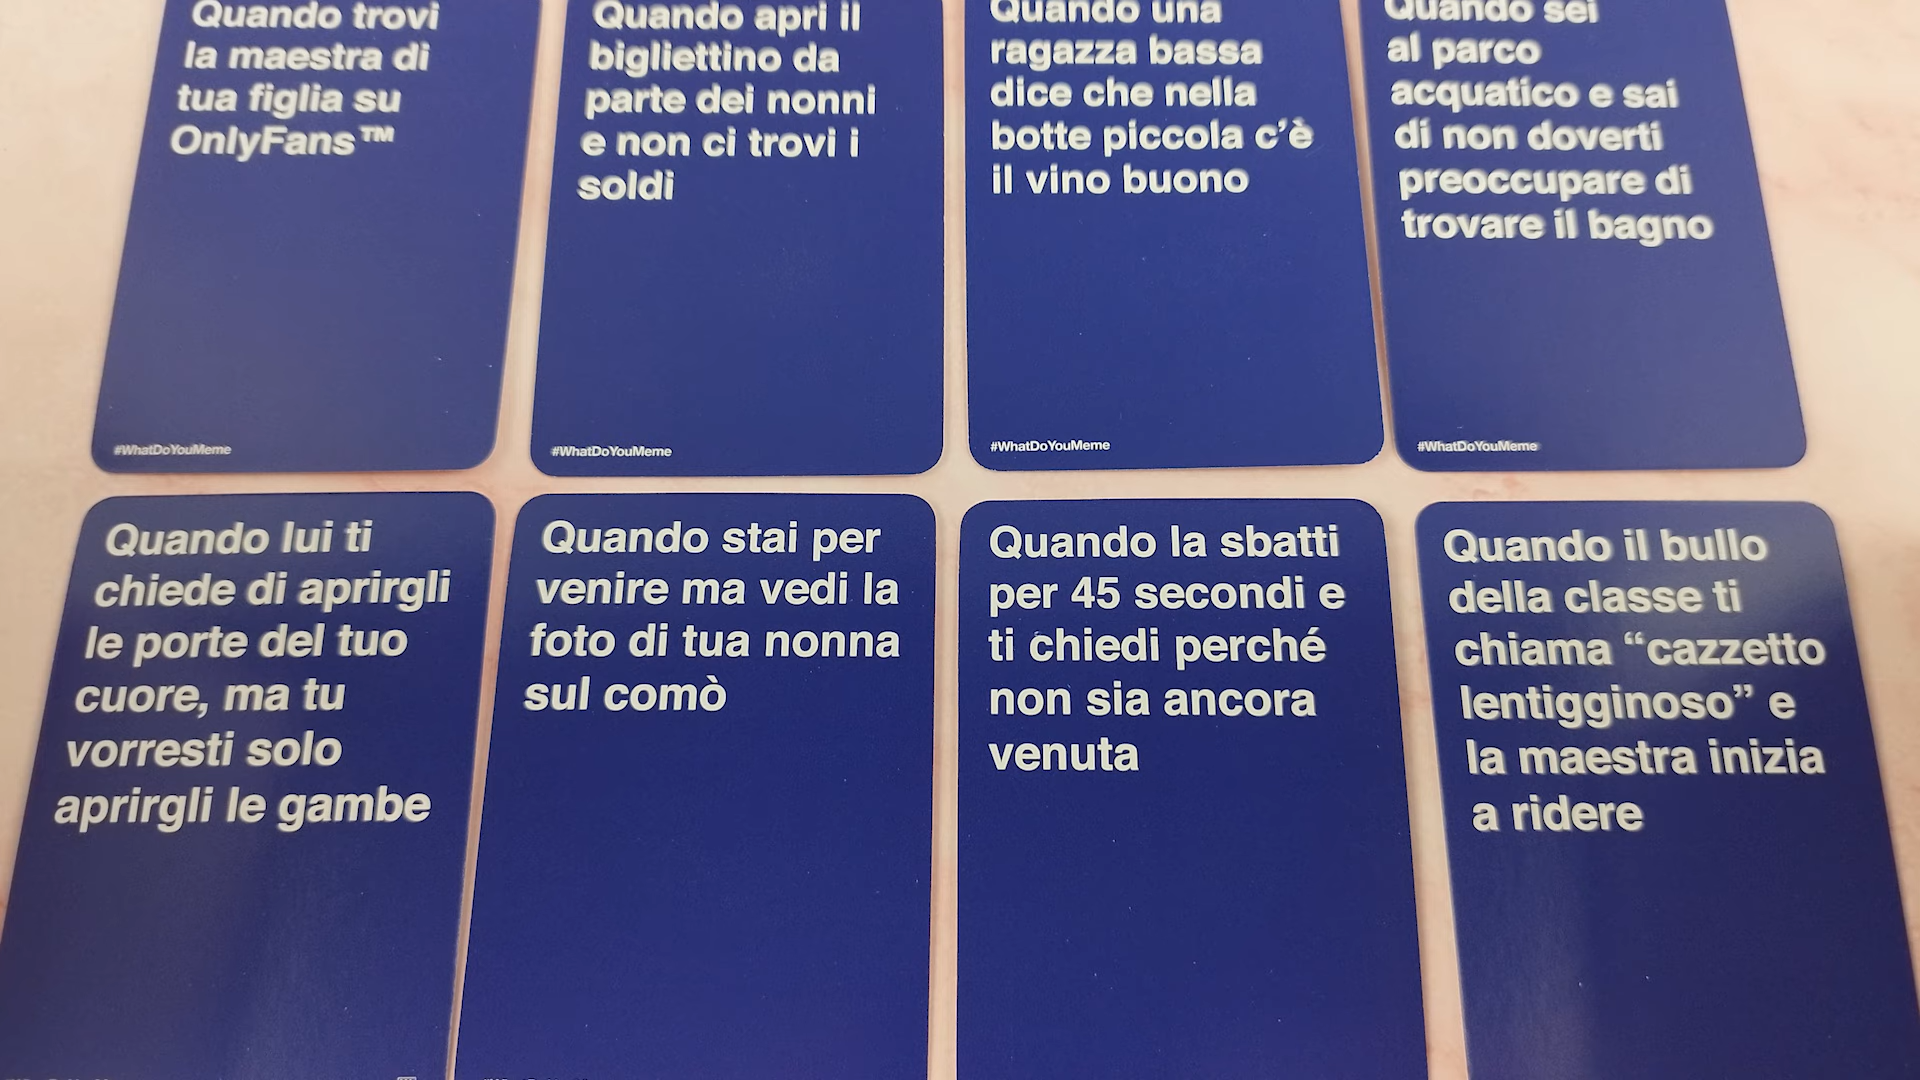 Quando trovi
la maestra di
tua figlia su
OnlyFans™
#WhatDoYouMeme
Quando apri il
bigliettino da
parte dei nonni
e non ci trovi i
soldi
#WhatDoYouMeme
Quando una
ragazza bassa
dice che nella
botte piccola c’è
il vino buono
#WhatDoYouMeme
Quando sei
al parco
acquatico e sai
di non doverti
preoccupare di
trovare il bagno
#WhatDoYouMeme
Quando lui ti
chiede di aprirgli
le porte del tuo
cuore, ma tu
vorresti solo
aprirgli le gambe
Quando stai per
venire ma vedi la
foto di tua nonna
sul comò
Quando la sbatti
per 45 secondi e
ti chiedi perché
non sia ancora
venuta
Quando il bullo
della classe ti
chiama “cazzetto
lentigginoso” e
la maestra inizia
a ridere